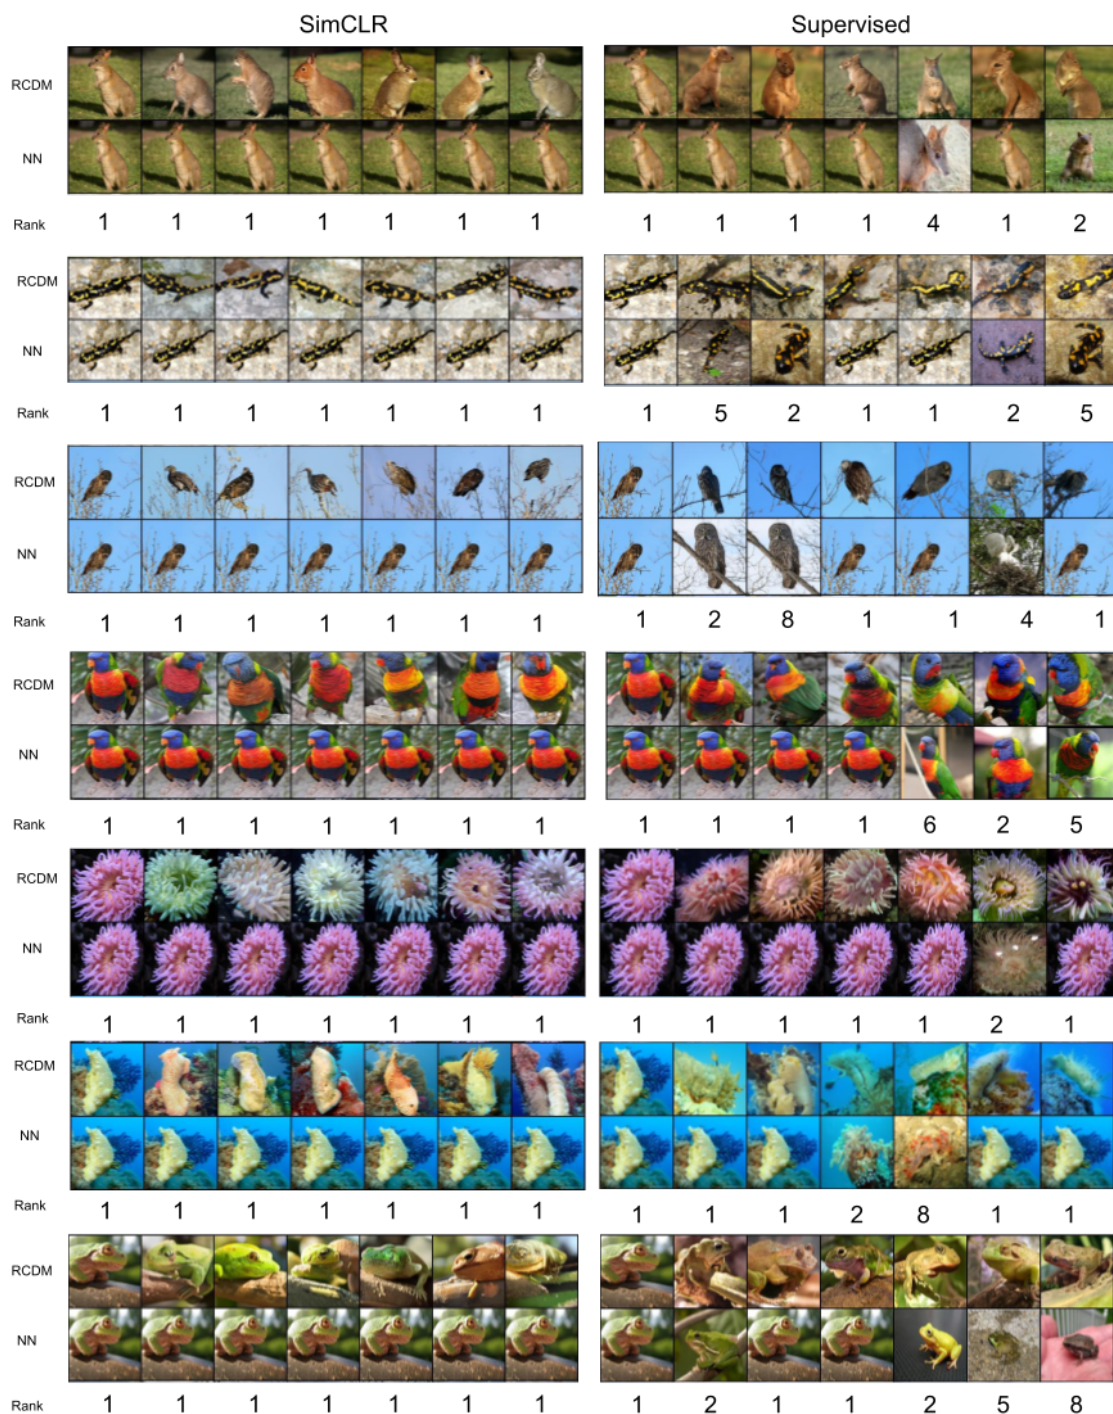 SimCLR Supervised
RCDM
NN
Rank 1 1 1 1 1 1 1 1 1 1 1 4 1 2
RCDM
NN
Rank 1 1 1 1 1 1 1 1 5 2 1 1 2 5
RCDM
NN
Rank 1 1 1 1 1 1 1 1 2 8 1 1 4 1
RCDM
NN
Rank 1 1 1 1 1 1 1 1 1 1 1 6 2 5
RCDM
NN
Rank 1 1 1 1 1 1 1 1 1 1 1 1 2 1
RCDM
NN
Rank 1 1 1 1 1 1 1 1 1 1 2 8 1 1
RCDM
NN
Rank 1 1 1 1 1 1 1 1 2 1 1 2 5 8